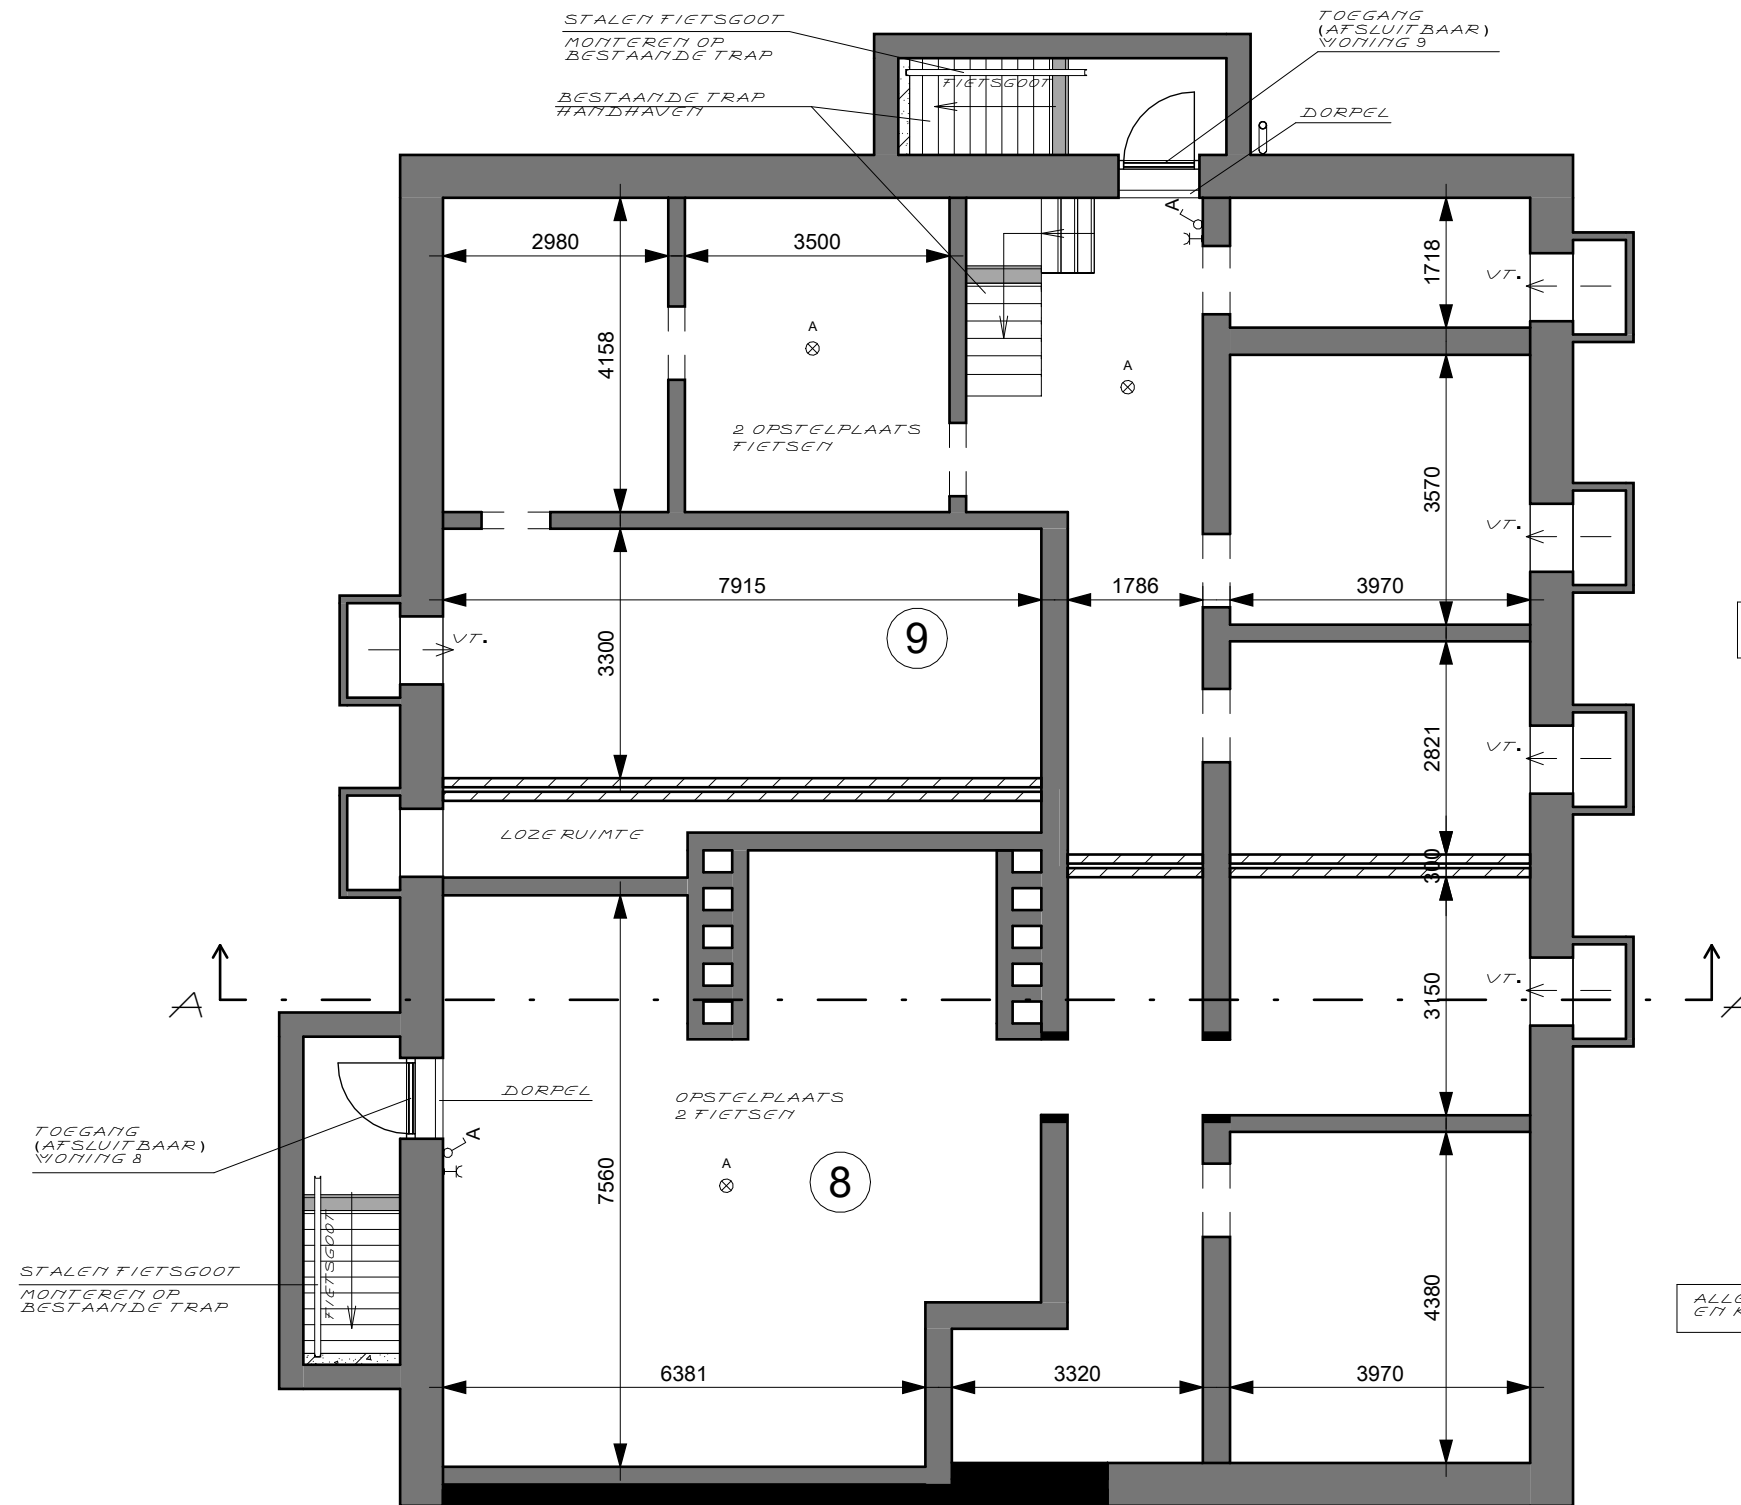 STALEN FIETSGOOT
MONTEREN OP
BESTAANDE TRAP
TOEGANG
(AFSLUITBAAR)
WONING 9
BESTAANDE TRAP
HANDHAVEN
FIETSGOOT
DORPEL
A
2980
3500
1718
VT.
4158
A
A
2 OPSTELPLAATS
FIETSEN
3570
VT.
7915
1786
3970
9
VT.
3300
2821
VT.
LOZE RUIMTE
300
A
3150
VT.
A
DORPEL
OPSTELPLAATS
2 FIETSEN
TOEGANG
(AFSLUITBAAR)
WONING 8
A
A
8
7560
FIETSGOOT
STALEN FIETSGOOT
MONTEREN OP
BESTAANDE TRAP
4380
6381
3320
3970
EN